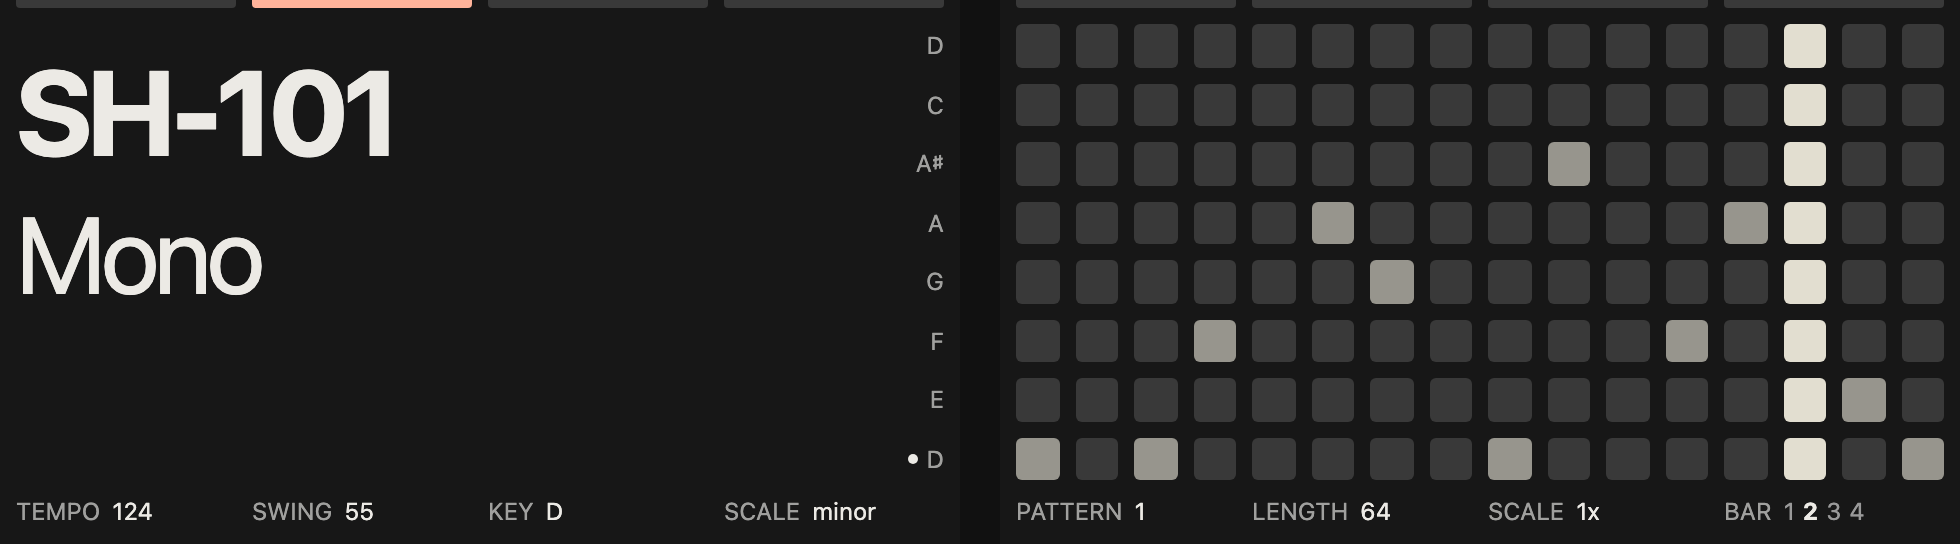 SH-101
Mono
D
C
A#
A
G
F
E
D
TEMPO 124 SWING 55 KEY D SCALE minor
PATTERN 1 LENGTH 64 SCALE 1x BAR 1 2 3 4